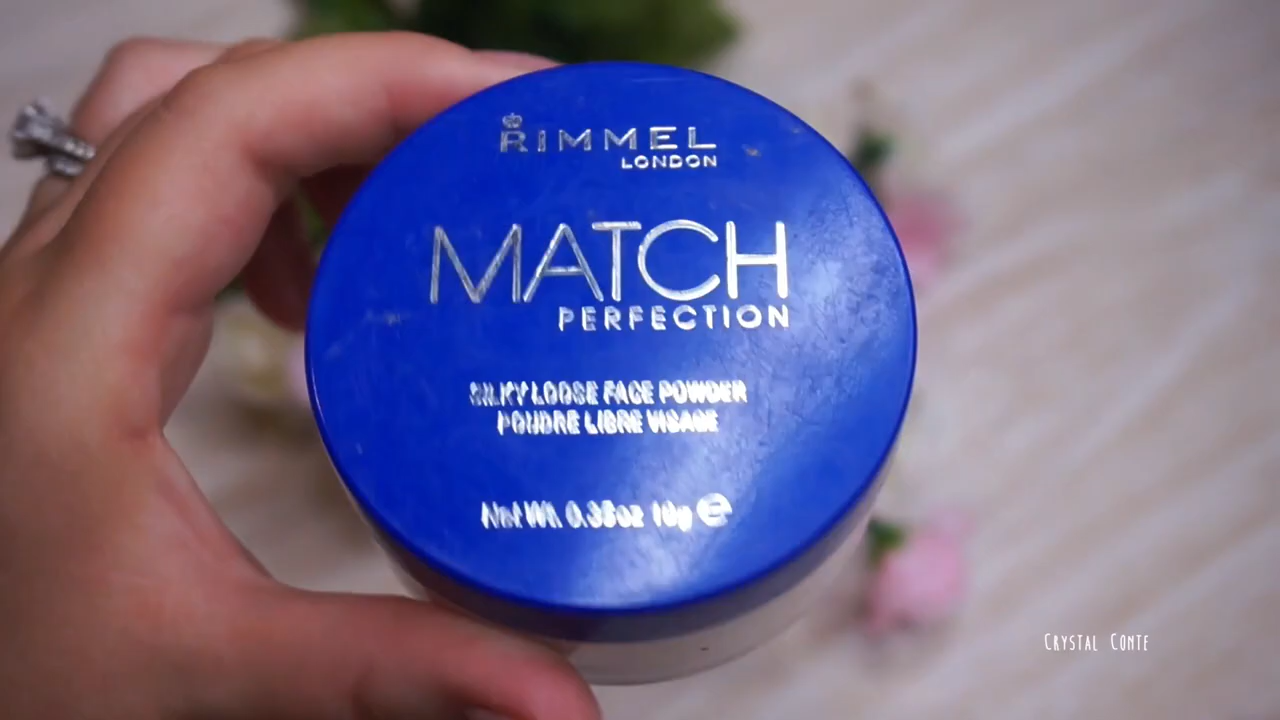 RIMMEL
LONDON
MATCH
PERFECTION
SILKY LOOSE FACE POWDER
POUDRE LIBRE VISAGE
Net Wt. 0.35oz 10g e
Crystal Conte